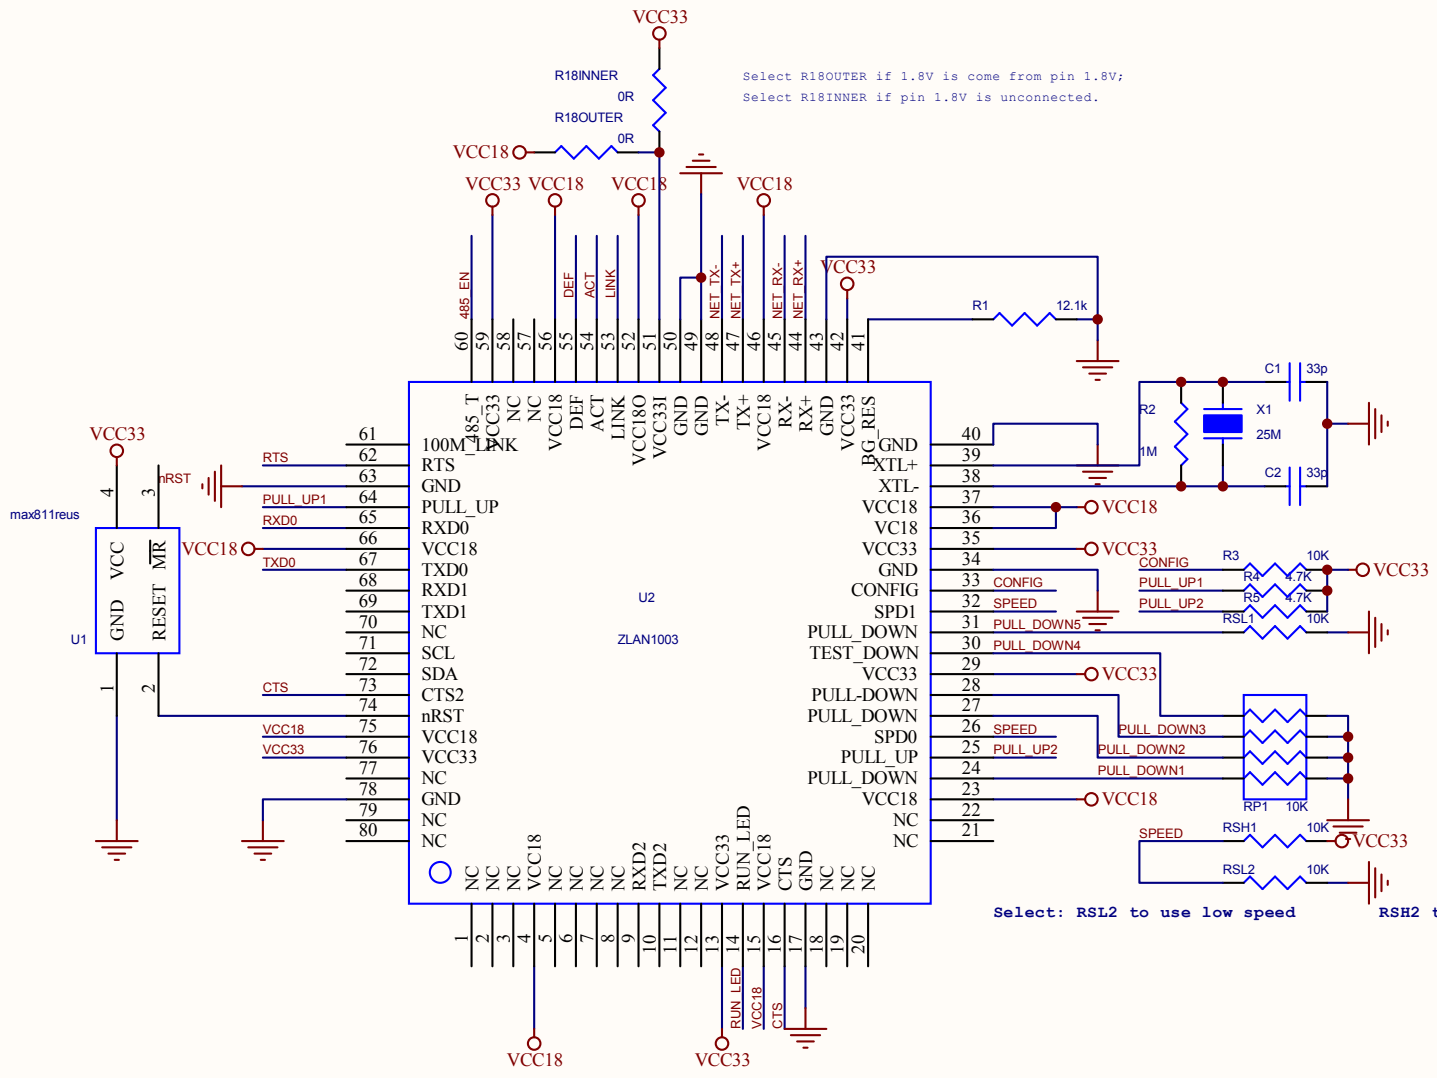 VCC33
R18INNER
0R
R18OUTER
0R
VCC18
Select R18OUTER if 1.8V is come from pin 1.8V;
Select R18INNER if pin 1.8V is unconnected.
VCC33 VCC18 VCC18 VCC18
VCC33
485_EN
DEF
ACT
LINK
NET_TX-
NET_TX+
NET_RX-
NET_RX+
R1 12.1k
60 59 58 57 56 55 54 53 52 51 50 49 48 47 46 45 44 43 42 41
485_T
VCC33
NC
NC
VCC18
DEF
ACT
LINK
VCC18O
VCC33I
GND
GND
TX-
TX+
VCC18
RX-
RX+
GND
VCC33
BG_RES
61 100M_LINK
RTS 62 RTS
63 GND
PULL_UP1 64 PULL_UP
RXD0 65 RXD0
VCC18 66 VCC18
TXD0 67 TXD0
68 RXD1
69 TXD1
70 NC
71 SCL
72 SDA
CTS 73 CTS2
74 nRST
VCC18 75 VCC18
VCC33 76 VCC33
77 NC
78 GND
79 NC
80 NC
VCC33
4 3 nRST
max811reus
VCC MR
GND RESET
U1
1 2
U2
ZLAN1003
GND 40
XTL+ 39
XTL- 38
VCC18 37 VCC18
VC18 36
VCC33 35 VCC33
GND 34
CONFIG 33 CONFIG
SPD1 32 SPEED
PULL_DOWN 31 PULL_DOWN5
TEST_DOWN 30 PULL_DOWN4
VCC33 29 VCC33
PULL-DOWN 28
PULL_DOWN 27
SPD0 26 SPEED
PULL_UP 25 PULL_UP2
PULL_DOWN 24
VCC18 23 VCC18
NC 22
NC 21
C1 33p
R2
1M
X1
25M
C2 33p
CONFIG R3 10K
PULL_UP1 R4 4.7K
PULL_UP2 R5 4.7K
VCC33
RSL1 10K
PULL_DOWN3
PULL_DOWN2
PULL_DOWN1
RP1 10K
SPEED RSH1 10K VCC33
RSL2 10K
Select: RSL2 to use low speed RSH2 t
NC
NC
NC
VCC18
NC
NC
NC
NC
RXD2
TXD2
NC
NC
VCC33
RUN_LED
VCC18
CTS
GND
NC
NC
NC
1 2 3 4 5 6 7 8 9 10 11 12 13 14 15 16 17 18 19 20
RUN_LED
VCC18
CTS
VCC18 VCC33